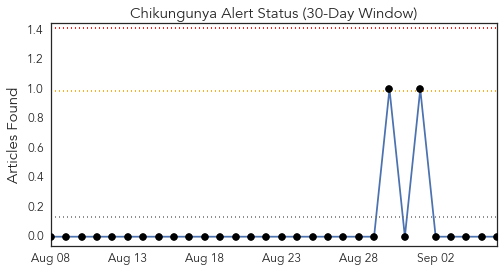 Chikungunya Alert Status (30-Day Window)
Articles Found
1.4
1.2
1.0
0.8
0.6
0.4
0.2
0.0
Aug 08 Aug 13 Aug 18 Aug 23 Aug 28 Sep 02